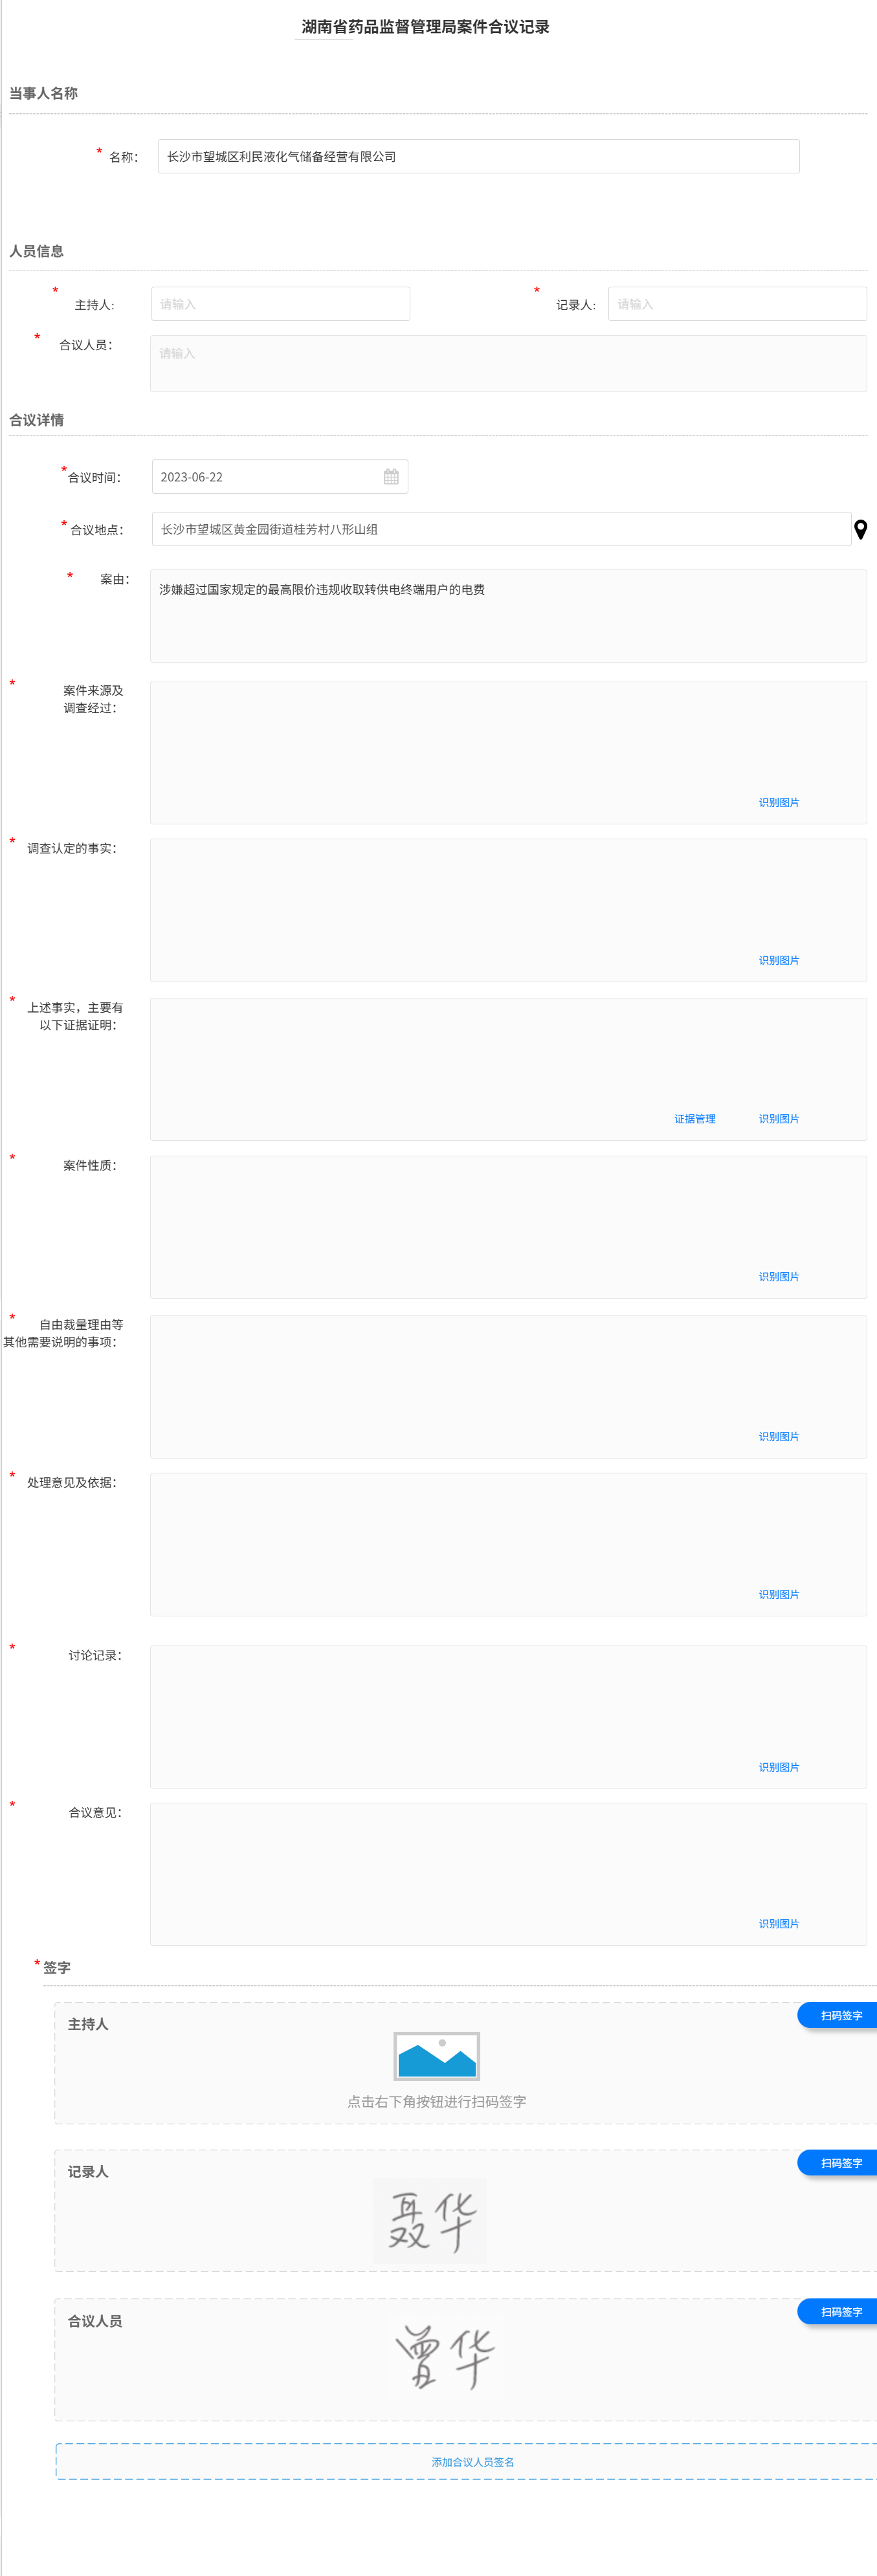 湖南省药品监督管理局案件合议记录
当事人名称
* 名称： 长沙市望城区利民液化气储备经营有限公司
人员信息
* 主持人: 请输入 * 记录人: 请输入
* 合议人员： 请输入
合议详情
* 合议时间： 2023-06-22
* 合议地点： 长沙市望城区黄金园街道桂芳村八形山组
* 案由： 涉嫌超过国家规定的最高限价违规收取转供电终端用户的电费
* 案件来源及
调查经过：
识别图片
* 调查认定的事实：
识别图片
* 上述事实，主要有
以下证据证明：
证据管理 识别图片
* 案件性质：
识别图片
* 自由裁量理由等
其他需要说明的事项：
识别图片
* 处理意见及依据：
识别图片
* 讨论记录：
识别图片
* 合议意见：
识别图片
* 签字
主持人 扫码签字
点击右下角按钮进行扫码签字
记录人 扫码签字
聂华
合议人员 扫码签字
曾华
添加合议人员签名